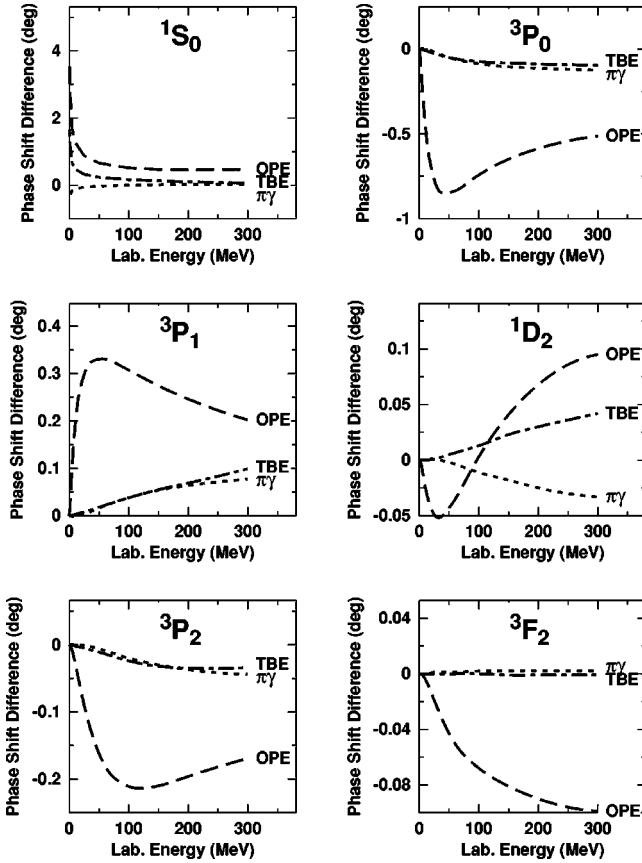 ¹S₀
Phase Shift Difference (deg)
4
2
0
OPE
TBE
πγ
0 100 200 300
Lab. Energy (MeV)
³P₀
Phase Shift Difference (deg)
0
-0.5
-1
TBE
πγ
OPE
0 100 200 300
Lab. Energy (MeV)
³P₁
Phase Shift Difference (deg)
0.4
0.3
0.2
0.1
0
OPE
TBE
πγ
0 100 200 300
Lab. Energy (MeV)
¹D₂
Phase Shift Difference (deg)
0.1
0.05
0
-0.05
OPE
TBE
πγ
0 100 200 300
Lab. Energy (MeV)
³P₂
Phase Shift Difference (deg)
0
-0.1
-0.2
TBE
πγ
OPE
0 100 200 300
Lab. Energy (MeV)
³F₂
Phase Shift Difference (deg)
0.04
0
-0.04
-0.08
πγ
TBE
OPE
0 100 200 300
Lab. Energy (MeV)